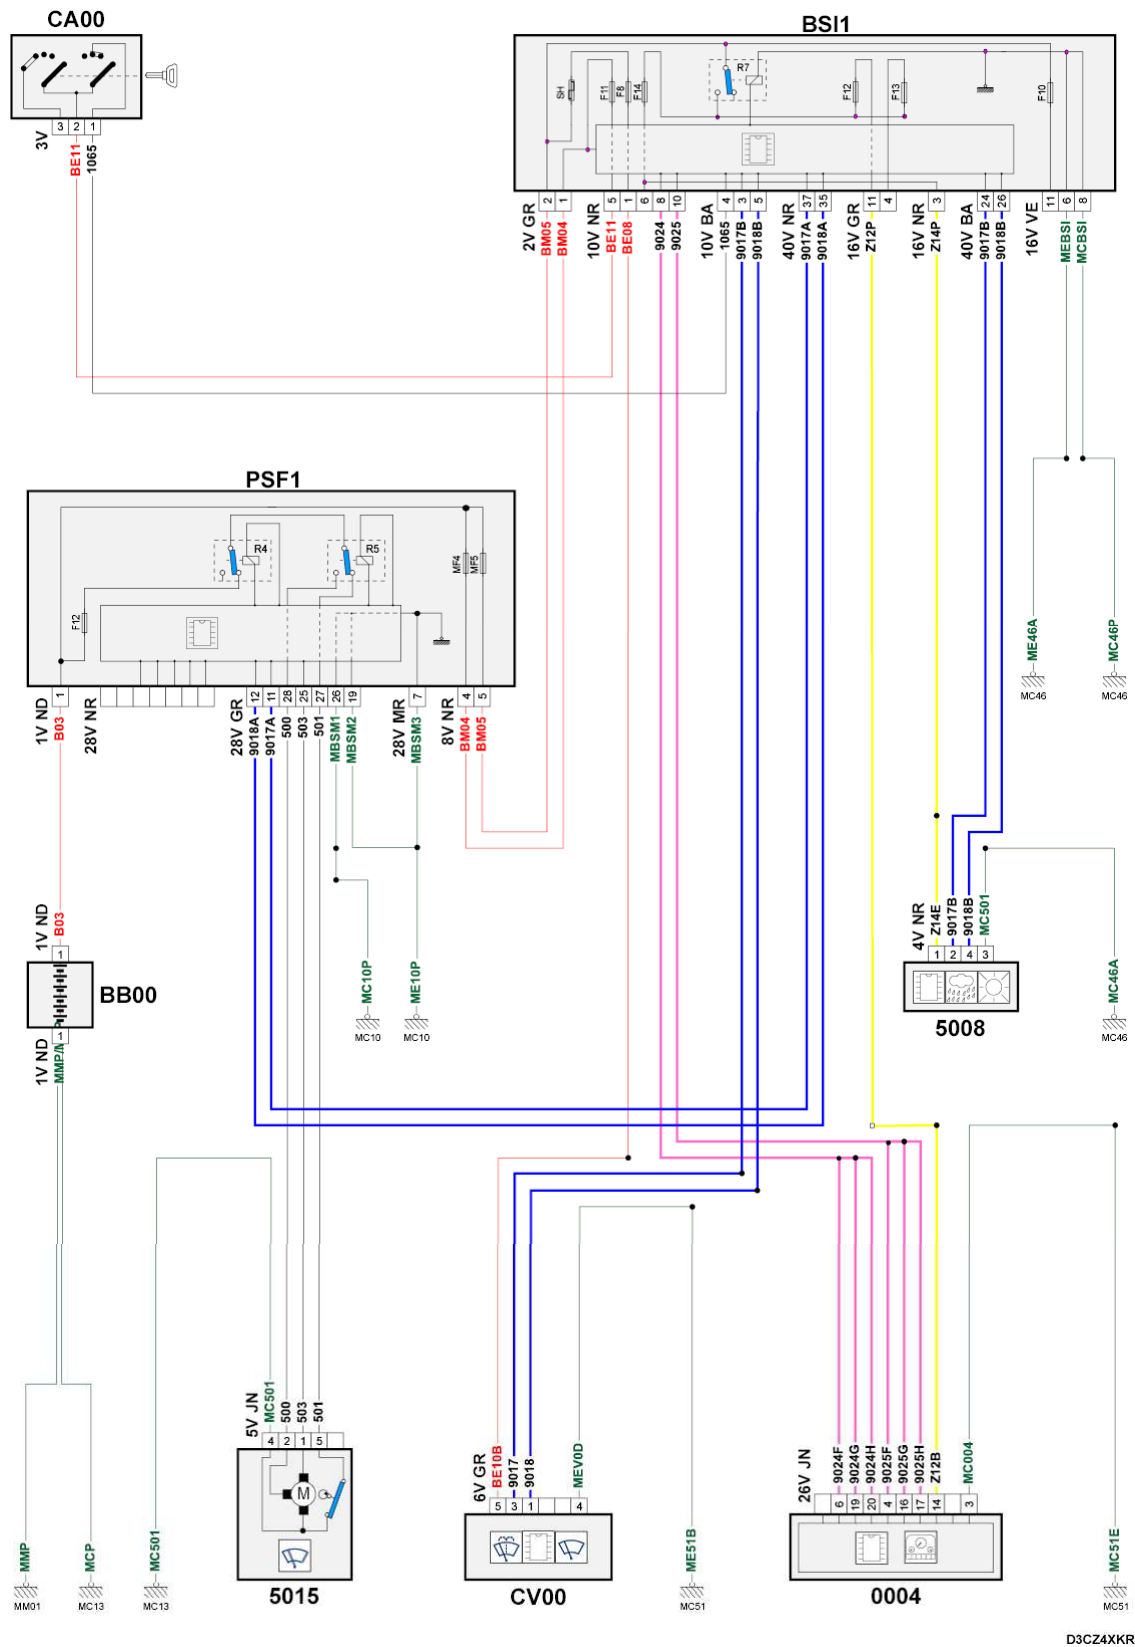 CA00
BSI1
R7
SH
F11
F8
F14
F12
F13
F10
3 2 1
3V
BE11
1065
2 1 5 1 6 8 10 4 3 5 37 35 11 4 3 24 26 11 6 8
2V GR
BM05
BM04
10V NR
BE11
BE08
9024
9025
10V BA
1065
9017B
9018B
40V NR
9017A
9018A
16V GR
Z12P
16V NR
Z14P
40V BA
9017B
9018B
16V VE
MEBSI
MCBSI
PSF1
R4
R5
MF4
MF5
F12
ME46A
MC46P
MC46
MC46
1 12 11 28 25 27 26 19 7 4 5
1V ND
B03
28V NR
28V GR
9018A
9017A
500
503
501
MBSM1
MBSM2
28V MR
MBSM3
8V NR
BM04
BM05
1V ND
B03
1
BB00
1
1V ND
MC10P
ME10P
MC10
MC10
4V NR
Z14E
9017B
9018B
MC501
1 2 4 3
5008
MC46A
MC46
5V JN
MC501
500
503
501
4 2 1 5
M
5015
6V GR
BE10B
9017
9018
MEV0D
5 3 1 4
CV00
26V JN
9024F
9024G
9024H
9025F
9025G
9025H
Z12B
MC004
6 19 20 4 16 17 14 3
0004
MMP
MCP
MC501
ME51B
MC51E
MM01
MC13
MC13
MC51
MC51
D3CZ4XKR